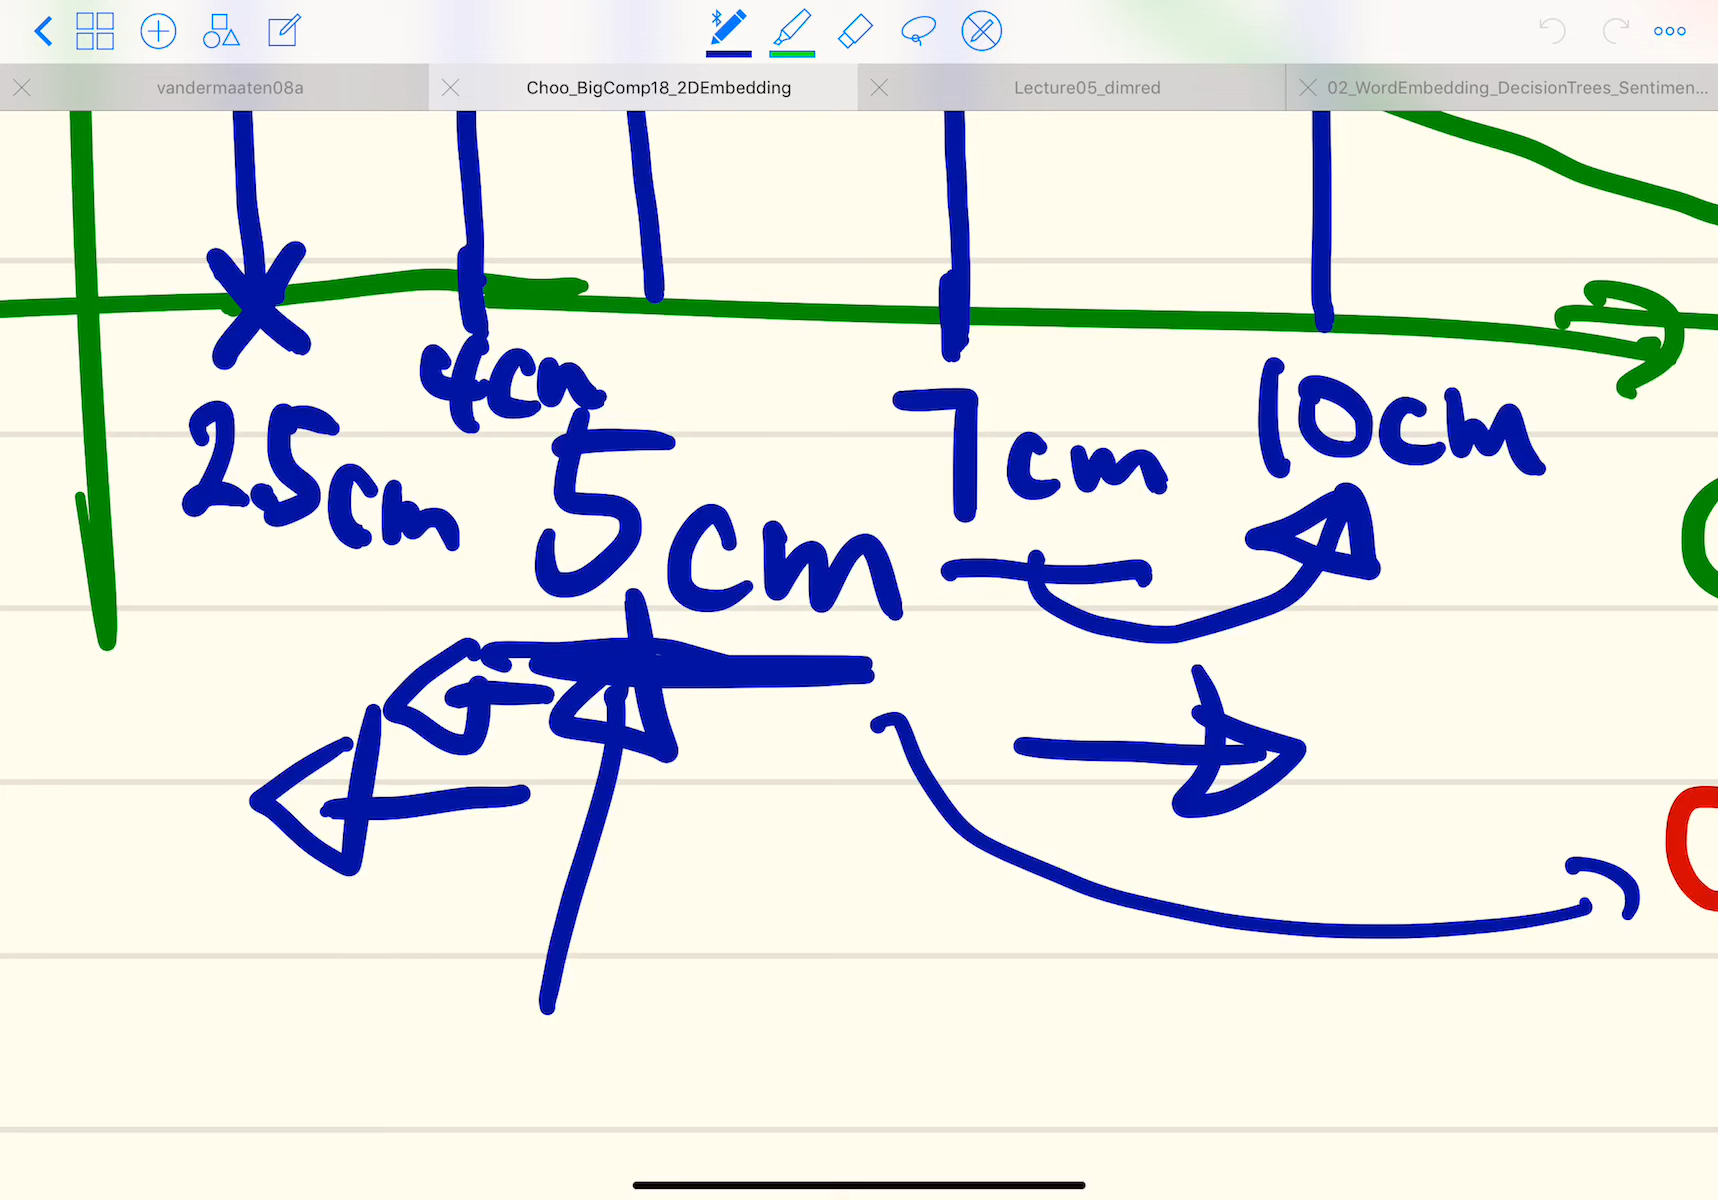 vandermaaten08a
Choo_BigComp18_2DEmbedding
Lecture05_dimred
02_WordEmbedding_DecisionTrees_Sentimen...
4cm
2.5cm
5cm
7cm
10cm